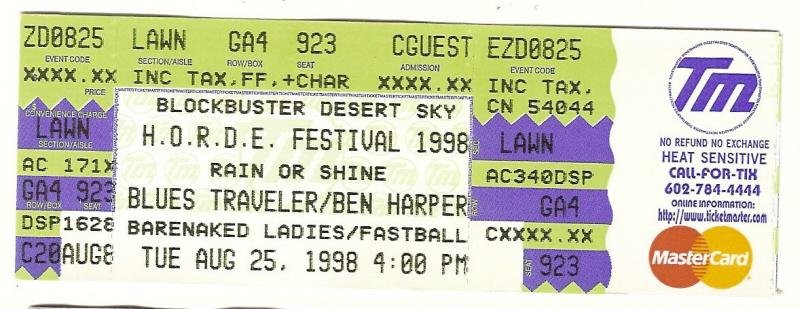 ZD0825 LAWN GA4 923 CGUEST EZD0825
EVENT CODE SECTION/AISLE ROW/BOX SEAT ADMISSION EVENT CODE
XXXX.XX INC TAX,FF,+CHAR XXXX.XX INC TAX,
PRICE
CN 54044
$ CONVENIENCE CHARGE
LAWN
SECTION/AISLE
AC 171X
GA4 923
ROW/BOX SEAT
DSP1628
C20AUG8
BLOCKBUSTER DESERT SKY
H.O.R.D.E. FESTIVAL 1998
RAIN OR SHINE
BLUES TRAVELER/BEN HARPER
BARENAKED LADIES/FASTBALL
TUE AUG 25, 1998 4:00 PM
LAWN
AC340DSP
GA4
CXXXX.XX
923
SEAT
Tm
NO REFUND NO EXCHANGE
HEAT SENSITIVE
CALL-FOR-TIX
602-784-4444
ONLINE INFORMATION:
http://www.ticketmaster.com
MasterCard